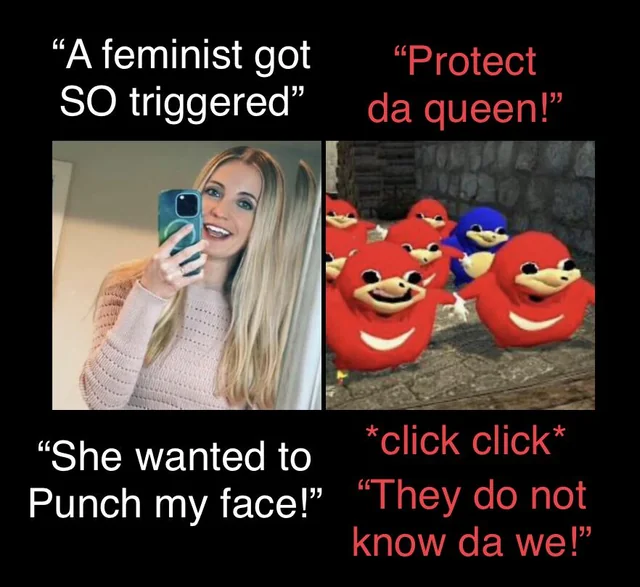 “A feminist got
SO triggered”
“Protect
da queen!”
“She wanted to
Punch my face!”
*click click*
“They do not
know da we!”